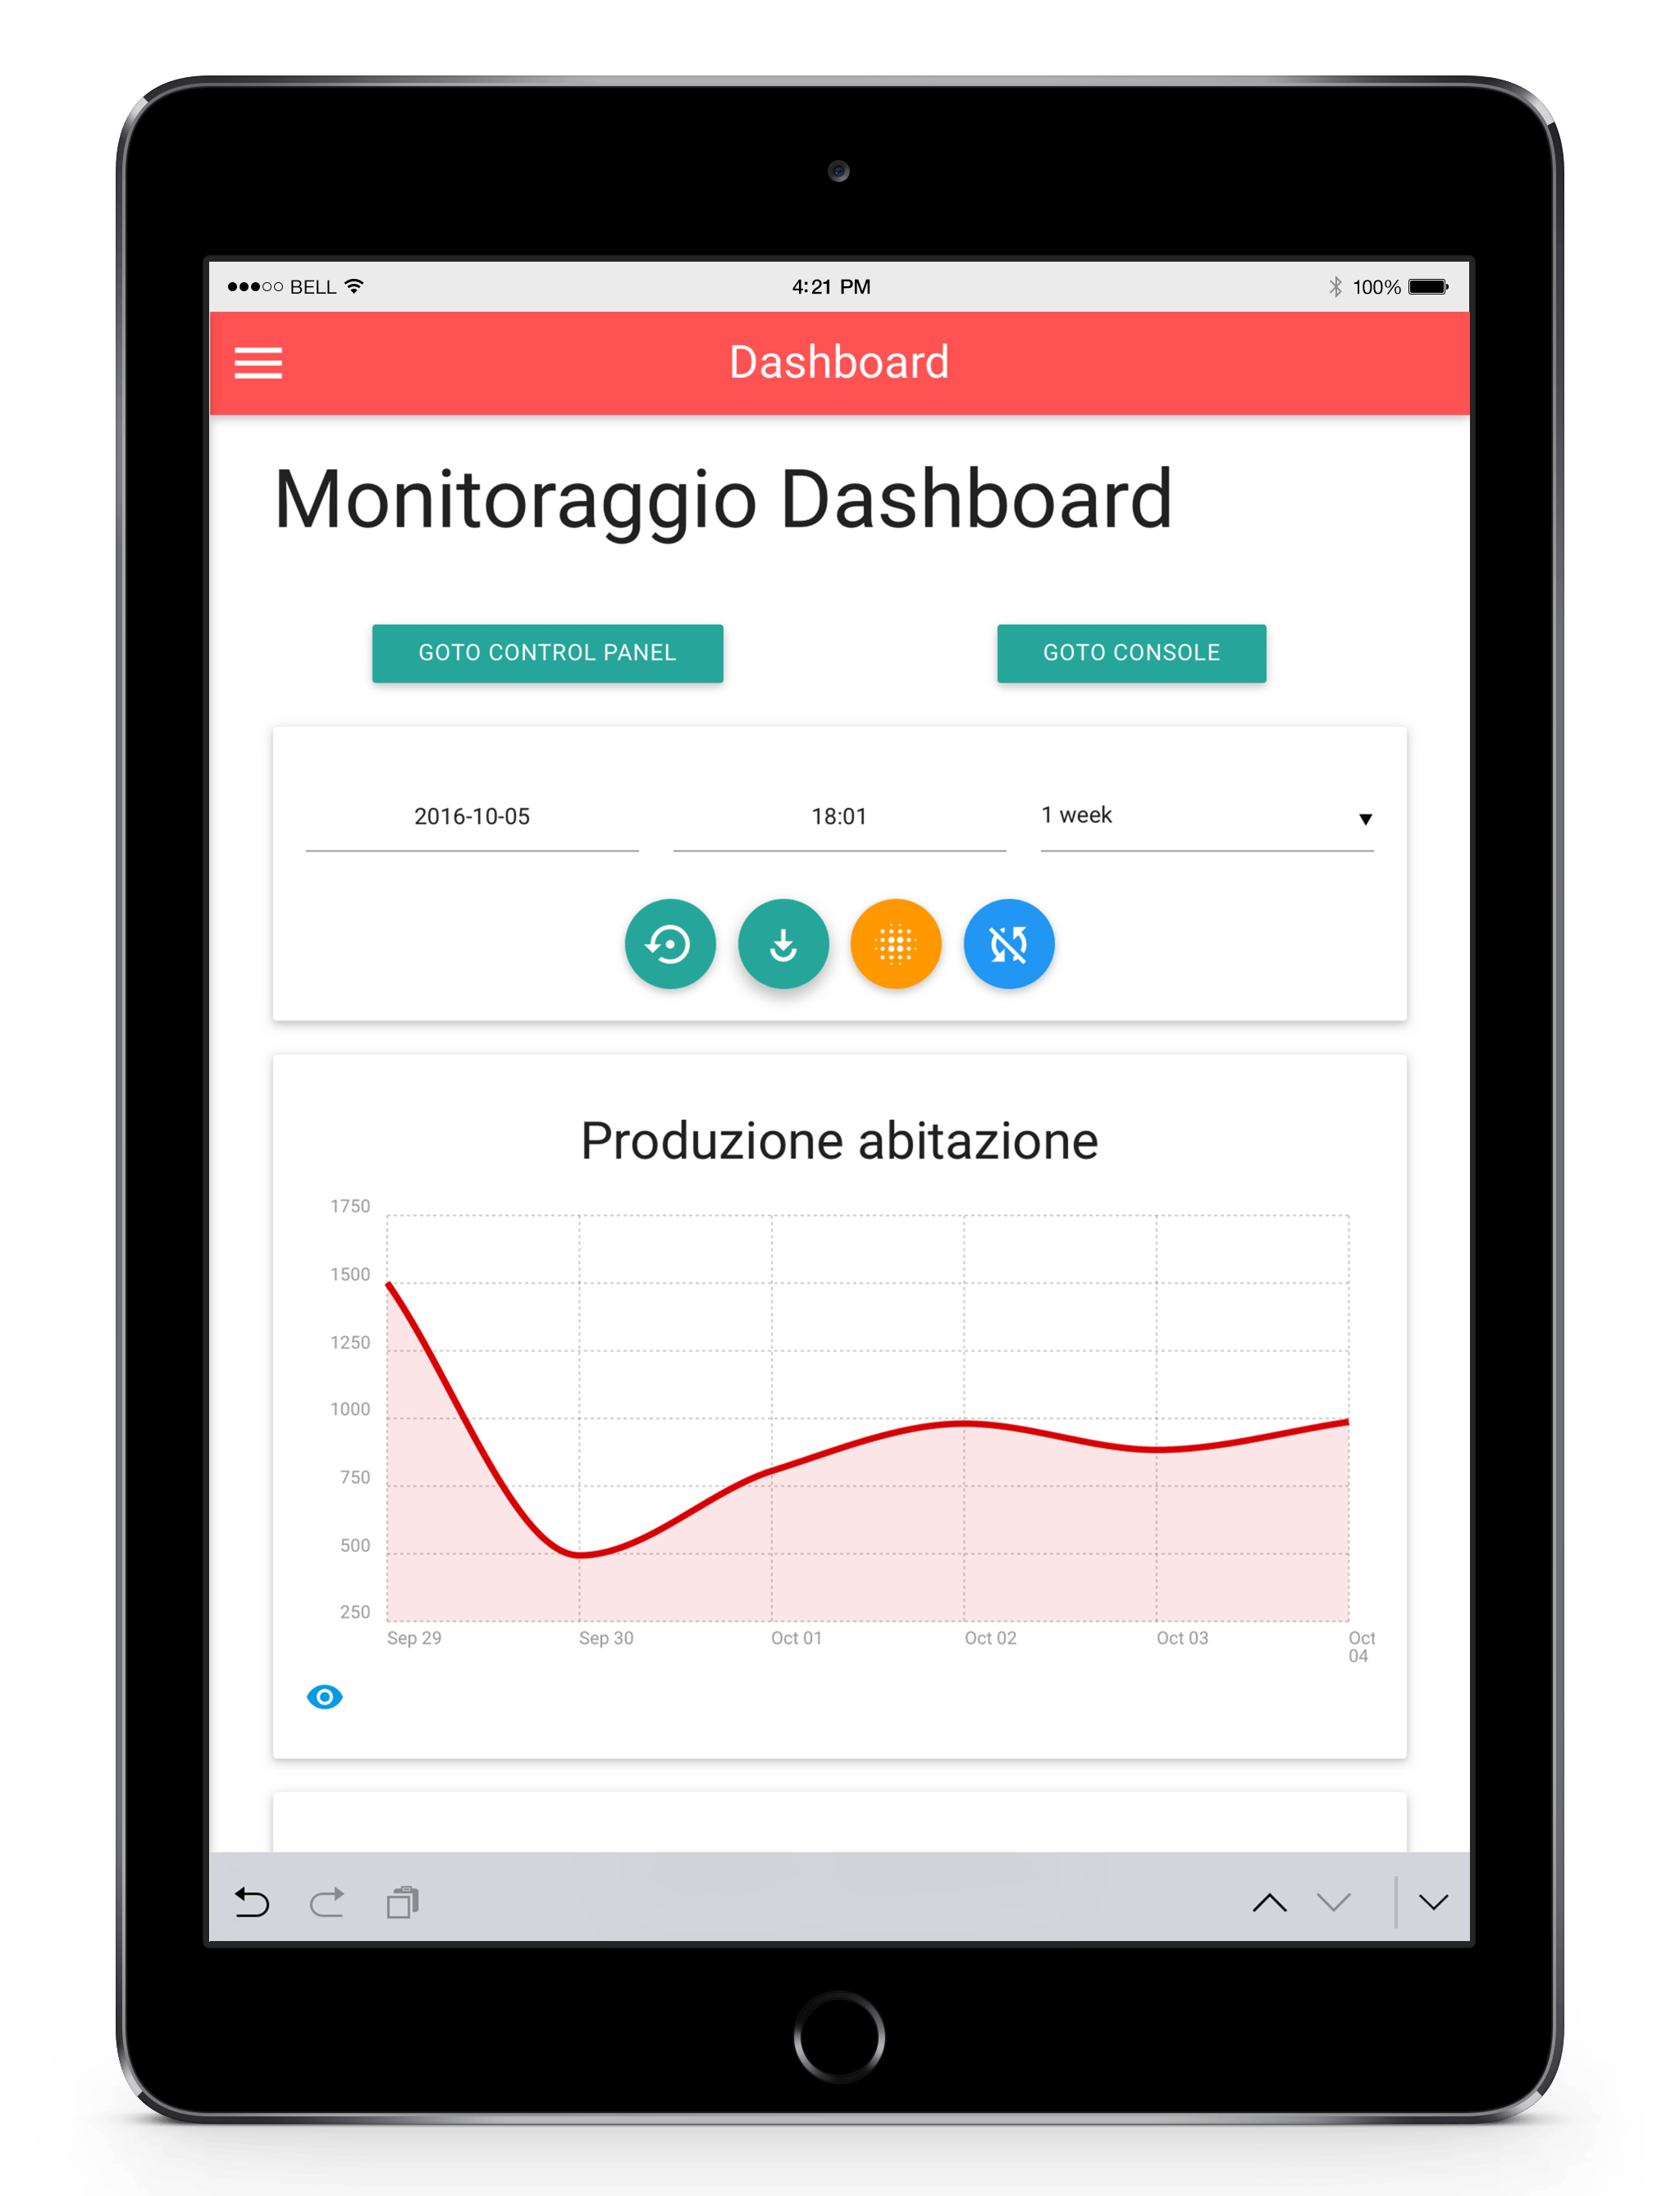 BELL 4:21 PM 100%
Dashboard
Monitoraggio Dashboard
GOTO CONTROL PANEL GOTO CONSOLE
2016-10-05 18:01 1 week
Produzione abitazione
1750
1500
1250
1000
750
500
250
Sep 29 Sep 30 Oct 01 Oct 02 Oct 03 Oct
04